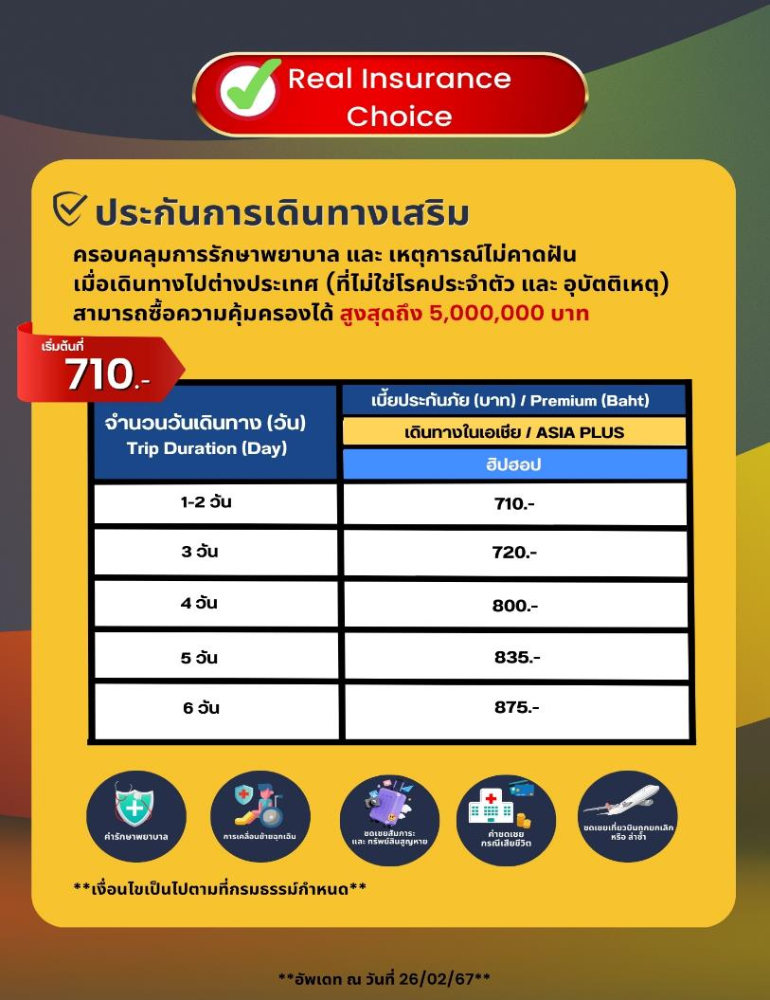 Real Insurance
Choice
ประกันการเดินทางเสริม
ครอบคลุมการรักษาพยาบาล และ เหตุการณ์ไม่คาดฝัน
เมื่อเดินทางไปต่างประเทศ (ที่ไม่ใช่โรคประจำตัว และ อุบัตติเหตุ)
สามารถซื้อความคุ้มครองได้ สูงสุดถึง 5,000,000 บาท
เริ่มต้นที่
710.-
จำนวนวันเดินทาง (วัน)
Trip Duration (Day)
เบี้ยประกันภัย (บาท) / Premium (Baht)
เดินทางในเอเชีย / ASIA PLUS
ฮิปฮอป
1-2 วัน 710.-
3 วัน 720.-
4 วัน 800.-
5 วัน 835.-
6 วัน 875.-
ค่ารักษาพยาบาล
การเคลื่อนย้ายฉุกเฉิน
ชดเชยสัมภาระ
และ ทรัพย์สินสูญหาย
ค่าชดเชย
กรณีเสียชีวิต
ชดเชยเที่ยวบินถูกยกเลิก
หรือ ล่าช้า
**เงื่อนไขเป็นไปตามที่กรมธรรม์กำหนด**
**อัพเดท ณ วันที่ 26/02/67**